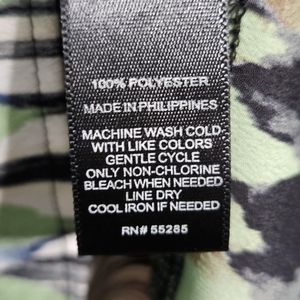 100% POLYESTER
MADE IN PHILIPPINES
MACHINE WASH COLD
WITH LIKE COLORS
GENTLE CYCLE
ONLY NON-CHLORINE
BLEACH WHEN NEEDED
LINE DRY
COOL IRON IF NEEDED
RN# 55285